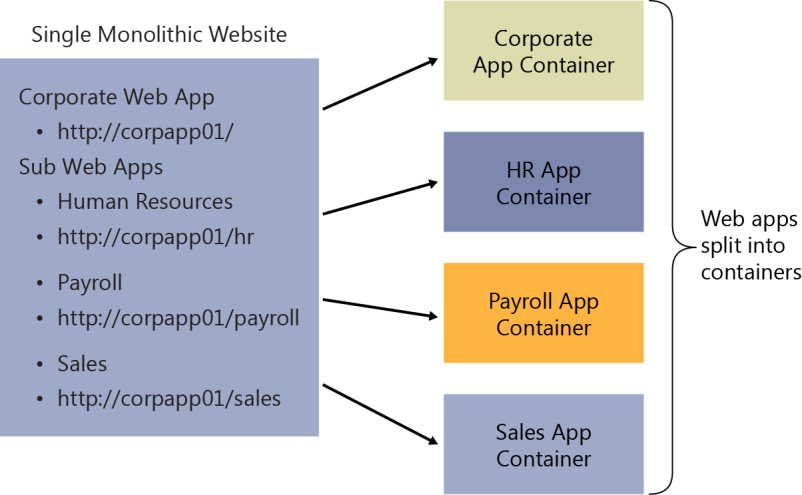 Single Monolithic Website
Corporate Web App
• http://corpapp01/
Sub Web Apps
• Human Resources
• http://corpapp01/hr
• Payroll
• http://corpapp01/payroll
• Sales
• http://corpapp01/sales
Corporate
App Container
HR App
Container
Payroll App
Container
Sales App
Container
Web apps
split into
containers